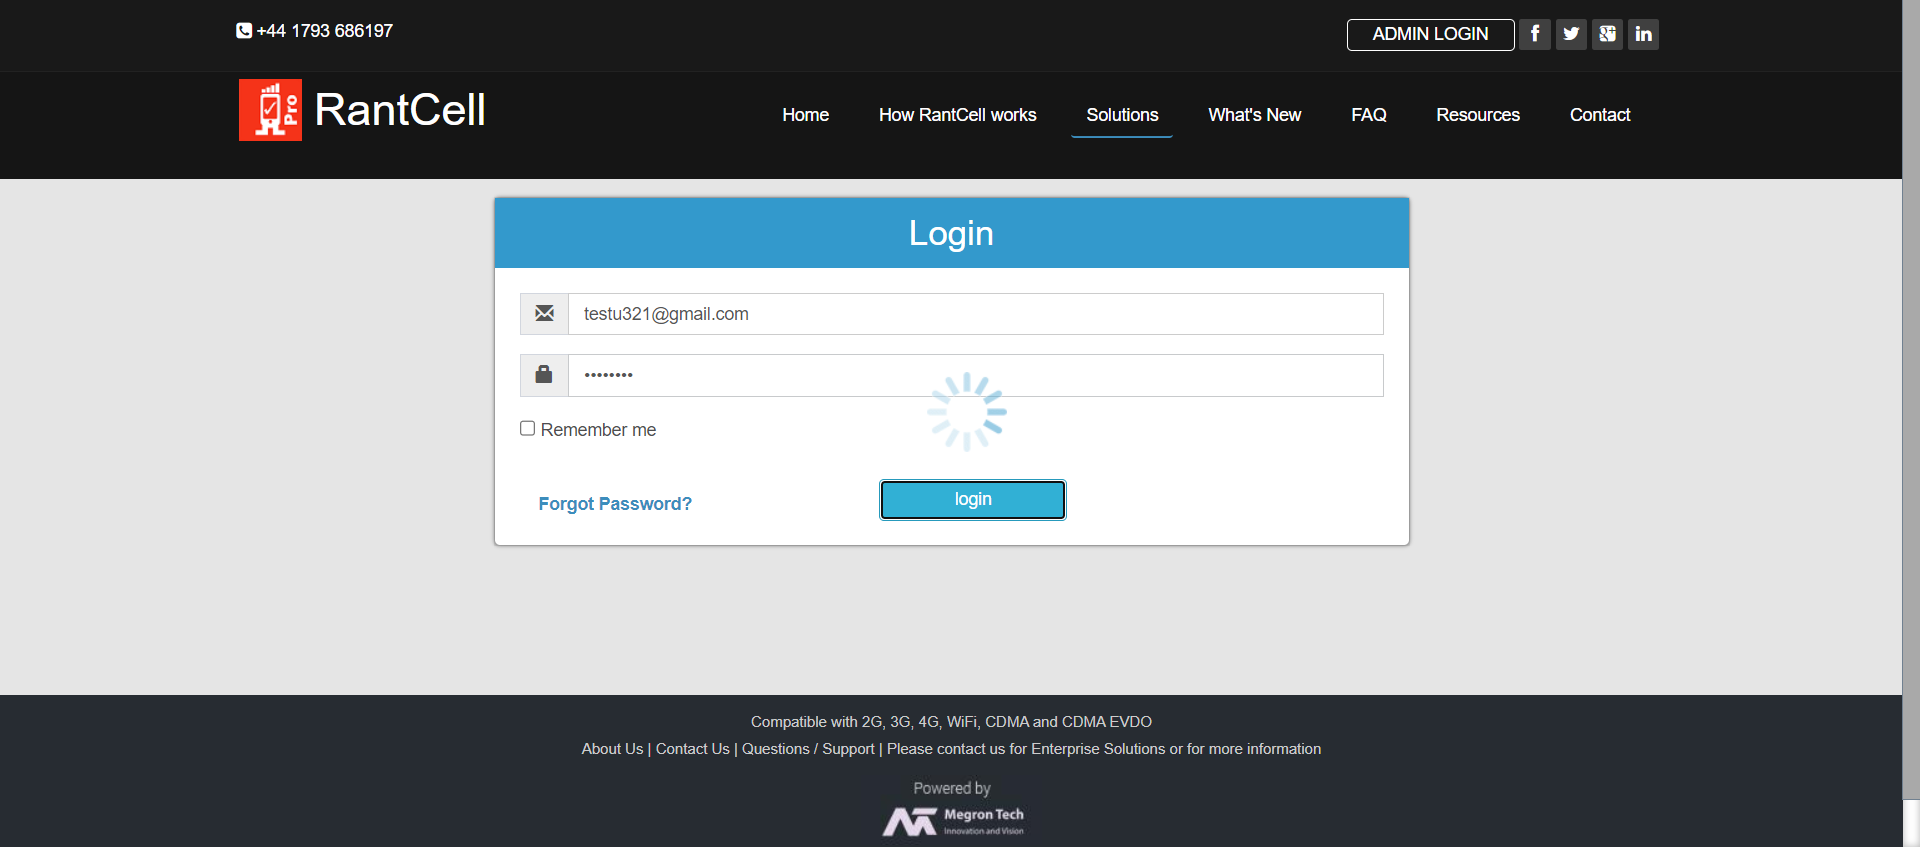 +44 1793 686197
ADMIN LOGIN
Pro
RantCell
Home
How RantCell works
Solutions
What's New
FAQ
Resources
Contact
Login
testu321@gmail.com
••••••••
Remember me
Forgot Password?
login
Compatible with 2G, 3G, 4G, WiFi, CDMA and CDMA EVDO
About Us | Contact Us | Questions / Support | Please contact us for Enterprise Solutions or for more information
Powered by
Megron Tech
Innovation and Vision